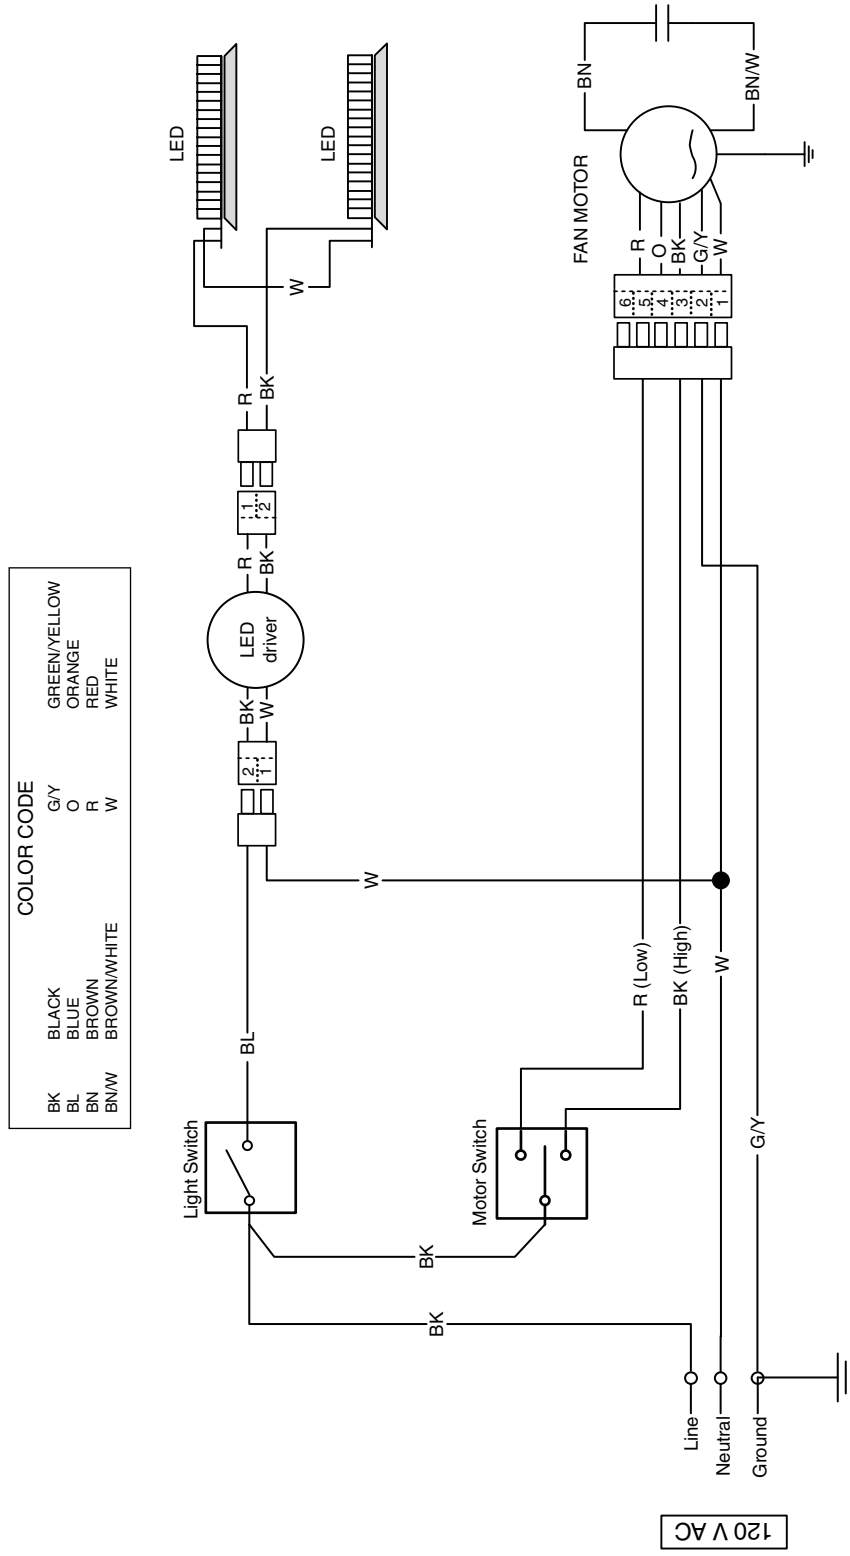 COLOR CODE
BK BLACK G/Y GREEN/YELLOW
BL BLUE O ORANGE
BN BROWN R RED
BN/W BROWN/WHITE W WHITE
LED
Light Switch
BL
2 BK
1 W
LED
driver
R 1 R
BK 2 BK
W
LED
W
BK
BK
Motor Switch
FAN MOTOR
BN
6
R (Low) 5 R
4 O
BK (High) 3 BK
2 G/Y
W 1 W
BN/W
G/Y
Line
Neutral
Ground
120 V AC